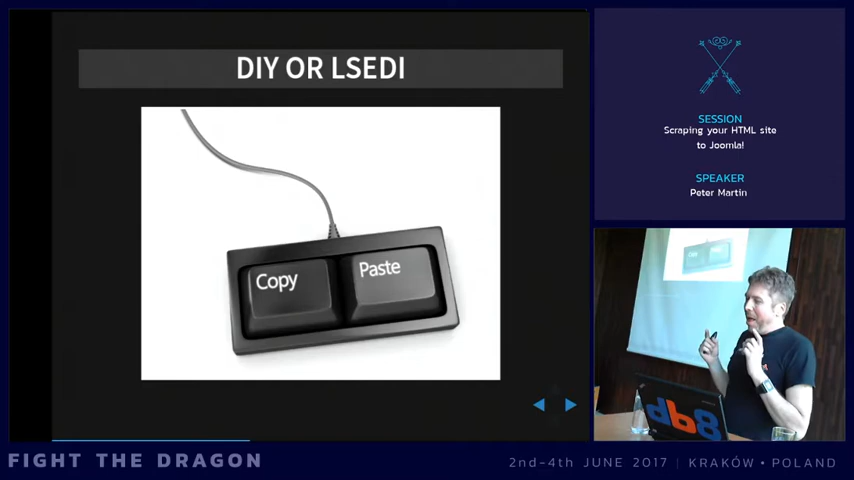 DIY OR LSEDI
Copy
Paste
SESSION
Scraping your HTML site
to Joomla!
SPEAKER
Peter Martin
db8
FIGHT THE DRAGON
2nd-4th JUNE 2017 | KRAKÓW • POLAND